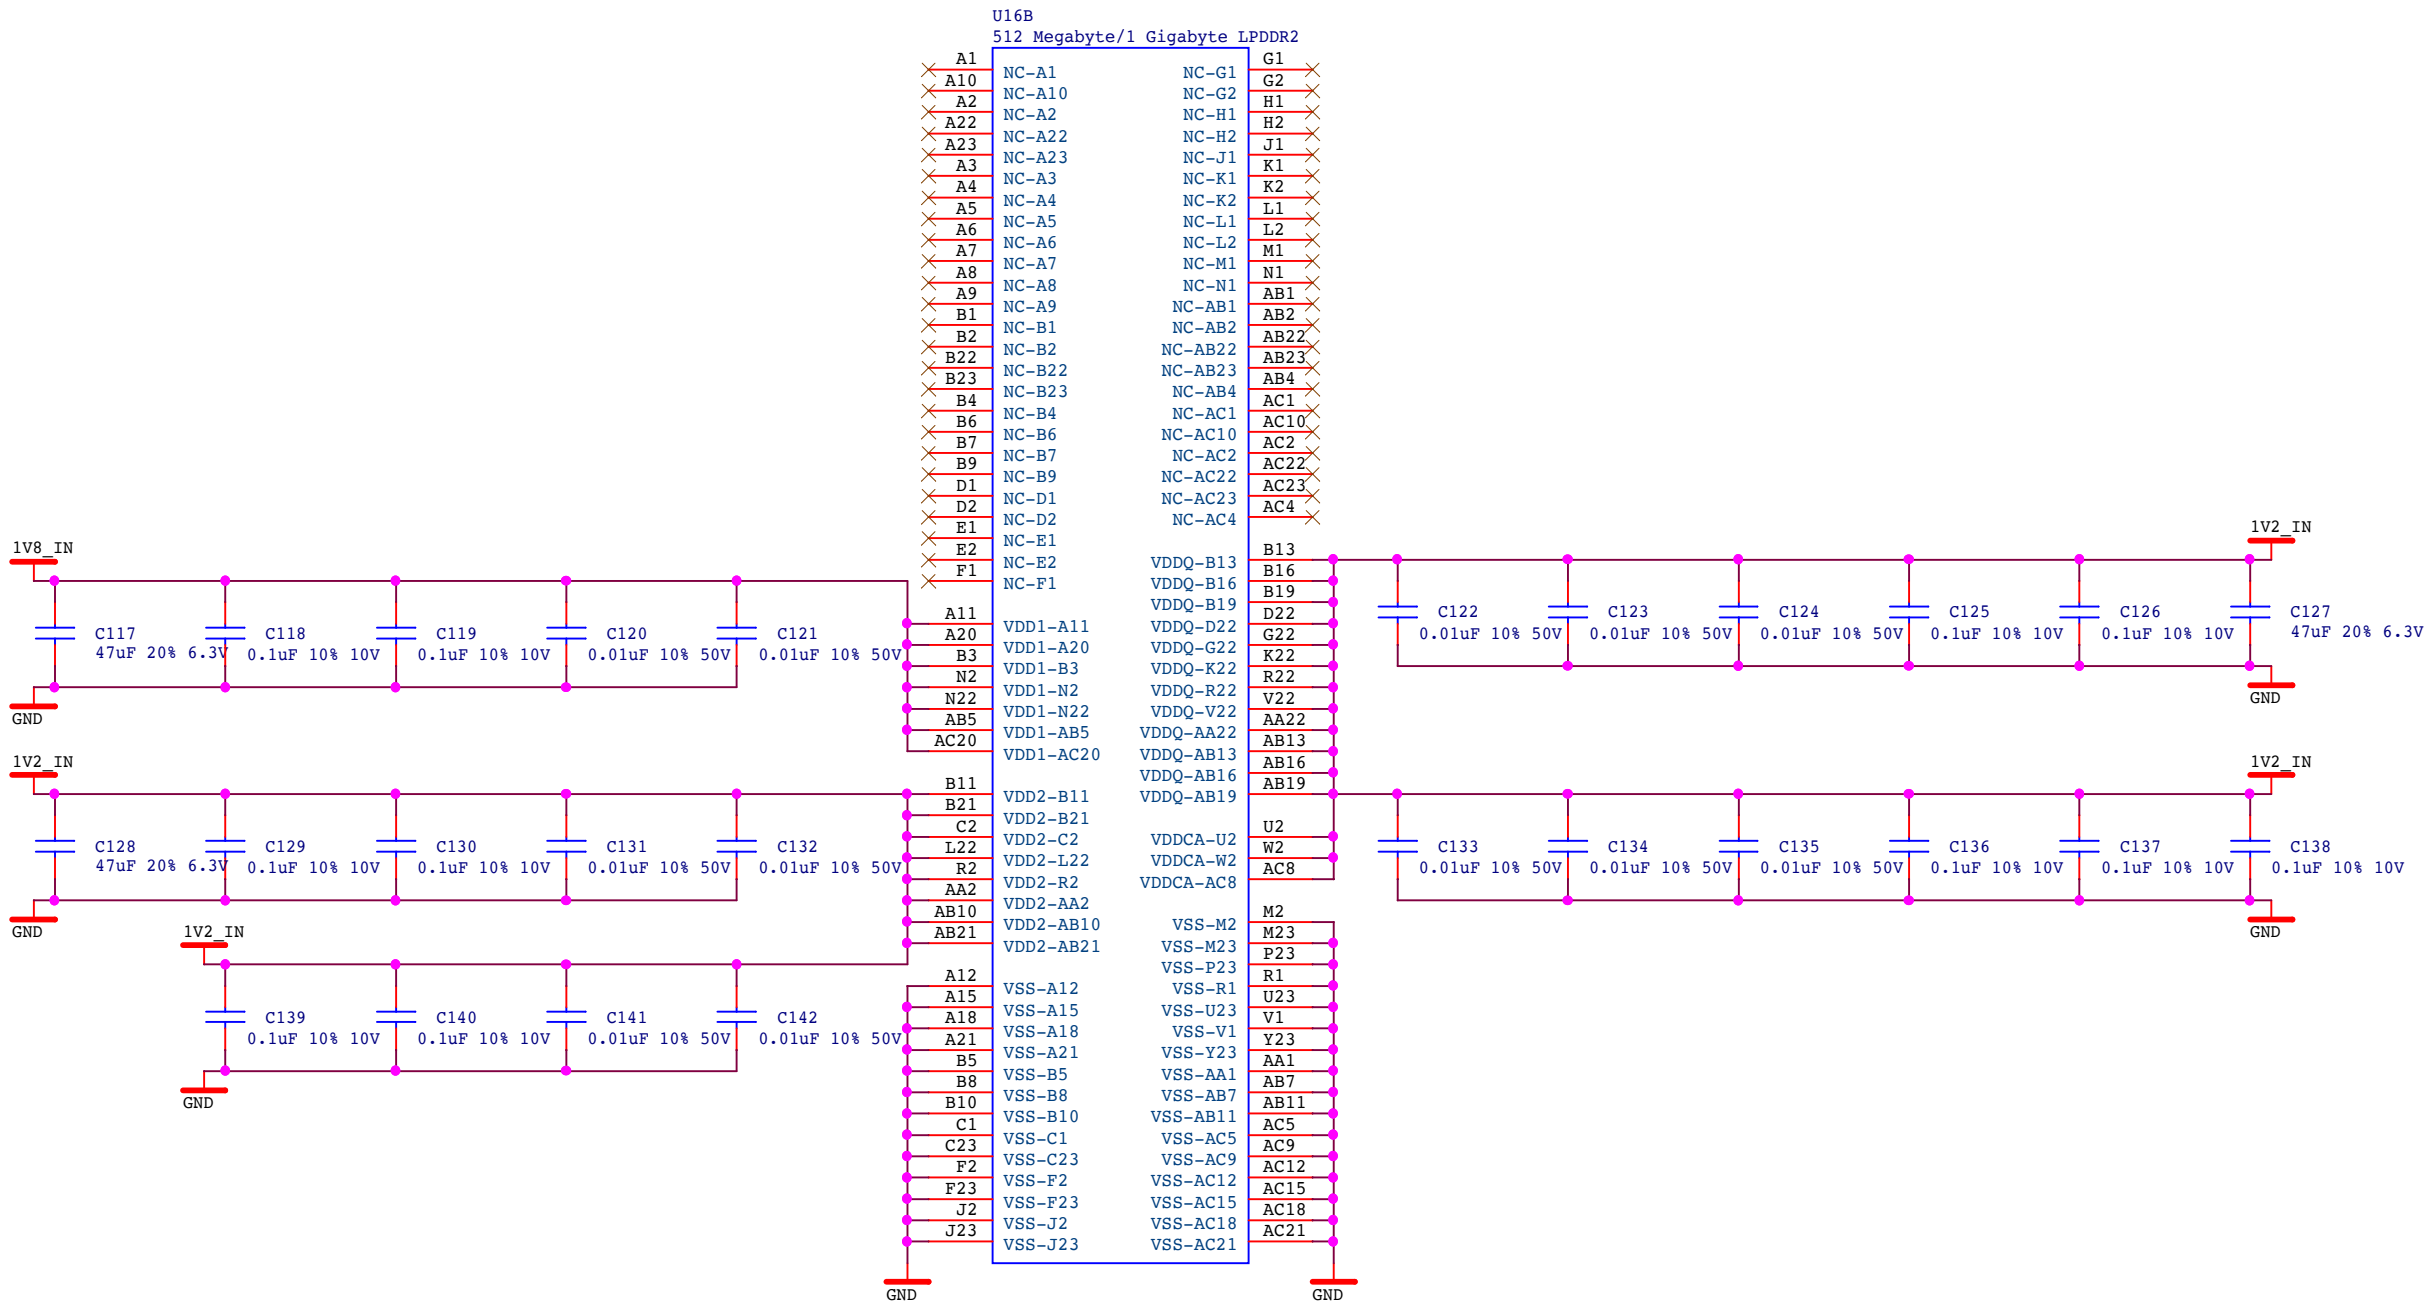 U16B
512 Megabyte/1 Gigabyte LPDDR2
A1 NC-A1 NC-G1 G1
A10 NC-A10 NC-G2 G2
A2 NC-A2 NC-H1 H1
A22 NC-A22 NC-H2 H2
A23 NC-A23 NC-J1 J1
A3 NC-A3 NC-K1 K1
A4 NC-A4 NC-K2 K2
A5 NC-A5 NC-L1 L1
A6 NC-A6 NC-L2 L2
A7 NC-A7 NC-M1 M1
A8 NC-A8 NC-N1 N1
A9 NC-A9 NC-AB1 AB1
B1 NC-B1 NC-AB2 AB2
B2 NC-B2 NC-AB22 AB22
B22 NC-B22 NC-AB23 AB23
B23 NC-B23 NC-AB4 AB4
B4 NC-B4 NC-AC1 AC1
B6 NC-B6 NC-AC10 AC10
B7 NC-B7 NC-AC2 AC2
B9 NC-B9 NC-AC22 AC22
D1 NC-D1 NC-AC23 AC23
D2 NC-D2 NC-AC4 AC4
E1 NC-E1
1V2_IN
1V8_IN
E2 NC-E2 VDDQ-B13 B13
F1 NC-F1 VDDQ-B16 B16
VDDQ-B19 B19
A11 VDD1-A11 VDDQ-D22 D22
A20 VDD1-A20 VDDQ-G22 G22
B3 VDD1-B3 VDDQ-K22 K22
N2 VDD1-N2 VDDQ-R22 R22
N22 VDD1-N22 VDDQ-V22 V22
AB5 VDD1-AB5 VDDQ-AA22 AA22
AC20 VDD1-AC20 VDDQ-AB13 AB13
VDDQ-AB16 AB16
B11 VDD2-B11 VDDQ-AB19 AB19
B21 VDD2-B21
C2 VDD2-C2 VDDCA-U2 U2
L22 VDD2-L22 VDDCA-W2 W2
R2 VDD2-R2 VDDCA-AC8 AC8
AA2 VDD2-AA2
AB10 VDD2-AB10 VSS-M2 M2
AB21 VDD2-AB21 VSS-M23 M23
VSS-P23 P23
A12 VSS-A12 VSS-R1 R1
A15 VSS-A15 VSS-U23 U23
A18 VSS-A18 VSS-V1 V1
A21 VSS-A21 VSS-Y23 Y23
B5 VSS-B5 VSS-AA1 AA1
B8 VSS-B8 VSS-AB7 AB7
B10 VSS-B10 VSS-AB11 AB11
C1 VSS-C1 VSS-AC5 AC5
C23 VSS-C23 VSS-AC9 AC9
F2 VSS-F2 VSS-AC12 AC12
F23 VSS-F23 VSS-AC15 AC15
J2 VSS-J2 VSS-AC18 AC18
J23 VSS-J23 VSS-AC21 AC21
GND GND
C117 C118 C119 C120 C121
47uF 20% 6.3V 0.1uF 10% 10V 0.1uF 10% 10V 0.01uF 10% 50V 0.01uF 10% 50V
GND
C122 C123 C124 C125 C126 C127
0.01uF 10% 50V 0.01uF 10% 50V 0.01uF 10% 50V 0.1uF 10% 10V 0.1uF 10% 10V 47uF 20% 6.3V
GND
1V2_IN
C128 C129 C130 C131 C132
47uF 20% 6.3V 0.1uF 10% 10V 0.1uF 10% 10V 0.01uF 10% 50V 0.01uF 10% 50V
GND
1V2_IN
C133 C134 C135 C136 C137 C138
0.01uF 10% 50V 0.01uF 10% 50V 0.01uF 10% 50V 0.1uF 10% 10V 0.1uF 10% 10V 0.1uF 10% 10V
GND
1V2_IN
C139 C140 C141 C142
0.1uF 10% 10V 0.1uF 10% 10V 0.01uF 10% 50V 0.01uF 10% 50V
GND